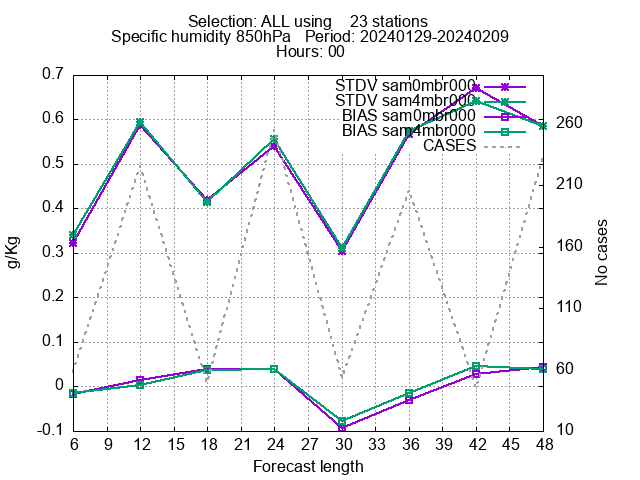 Selection: ALL using 23 stations
Specific humidity 850hPa Period: 20240129-20240209
Hours: 00
STDV sam0mbr000
STDV sam4mbr000
BIAS sam0mbr000
BIAS sam4mbr000
CASES
g/Kg
0.7
0.6
0.5
0.4
0.3
0.2
0.1
0
-0.1
No cases
260
210
160
110
60
10
6 9 12 15 18 21 24 27 30 33 36 39 42 45 48
Forecast length